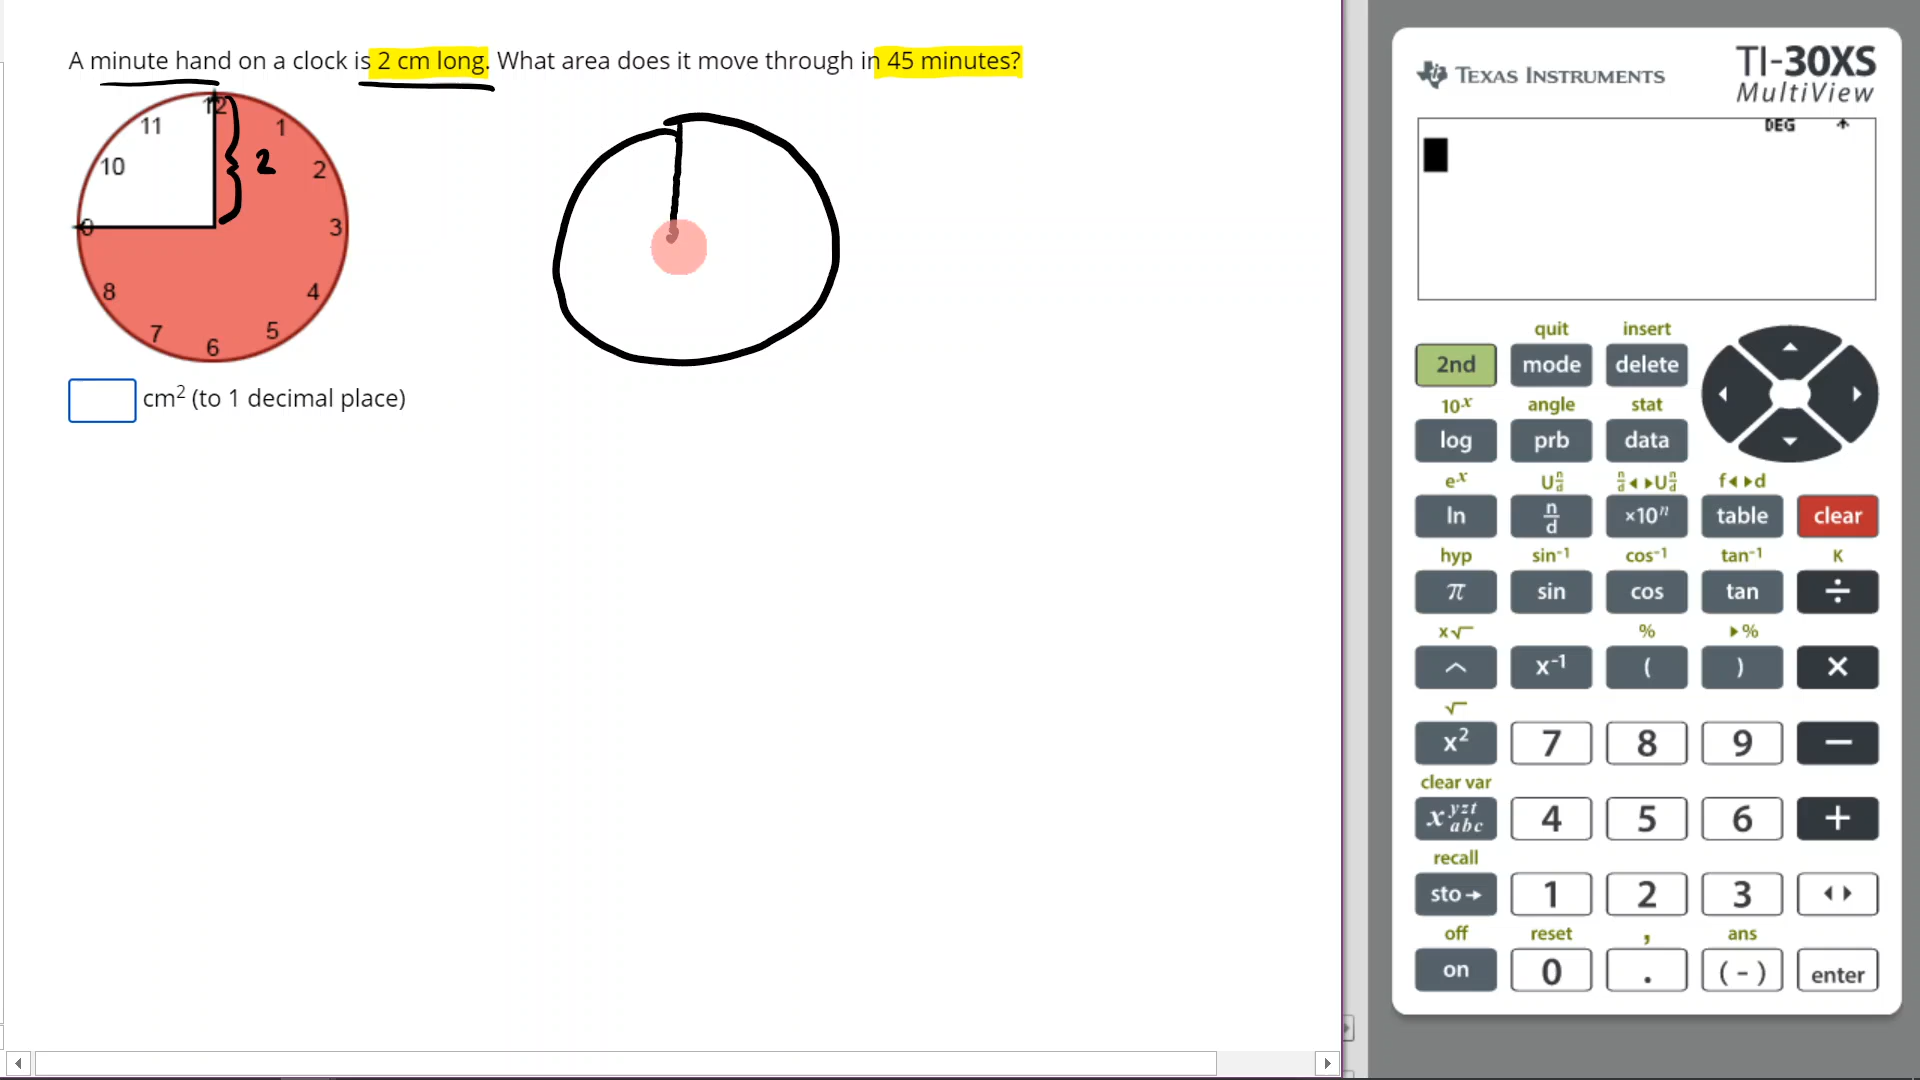 A minute hand on a clock is 2 cm long. What area does it move through in 45 minutes?
12
11
1
10
2
2
9
3
8
4
7
5
6
cm² (to 1 decimal place)
TEXAS INSTRUMENTS
TI-30XS
MultiView
DEG
quit insert
2nd mode delete
10ˣ angle stat
log prb data
eˣ U n/d n/d ◂ ▸U n/d f◂ ▸d
ln n/d ×10ⁿ table clear
hyp sin⁻¹ cos⁻¹ tan⁻¹ K
π sin cos tan ÷
x√ % ▸%
^ x⁻¹ ( ) ×
√
x² 7 8 9 −
clear var
x yzt abc 4 5 6 +
recall
sto→ 1 2 3 ◂ ▸
off reset , ans
on 0 . (-) enter